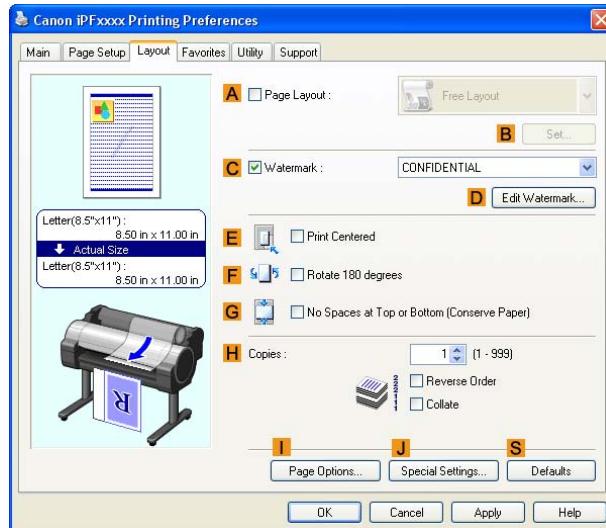 Canon iPFxxxx Printing Preferences
Main Page Setup Layout Favorites Utility Support
A Page Layout : Free Layout
B Set...
C Watermark : CONFIDENTIAL
D Edit Watermark...
Letter(8.5"x11") :
8.50 in x 11.00 in
Actual Size
Letter(8.5"x11") :
8.50 in x 11.00 in
E Print Centered
F Rotate 180 degrees
G No Spaces at Top or Bottom (Conserve Paper)
H Copies : 1 (1 - 999)
Reverse Order
Collate
R
I J S
Page Options... Special Settings... Defaults
OK Cancel Apply Help